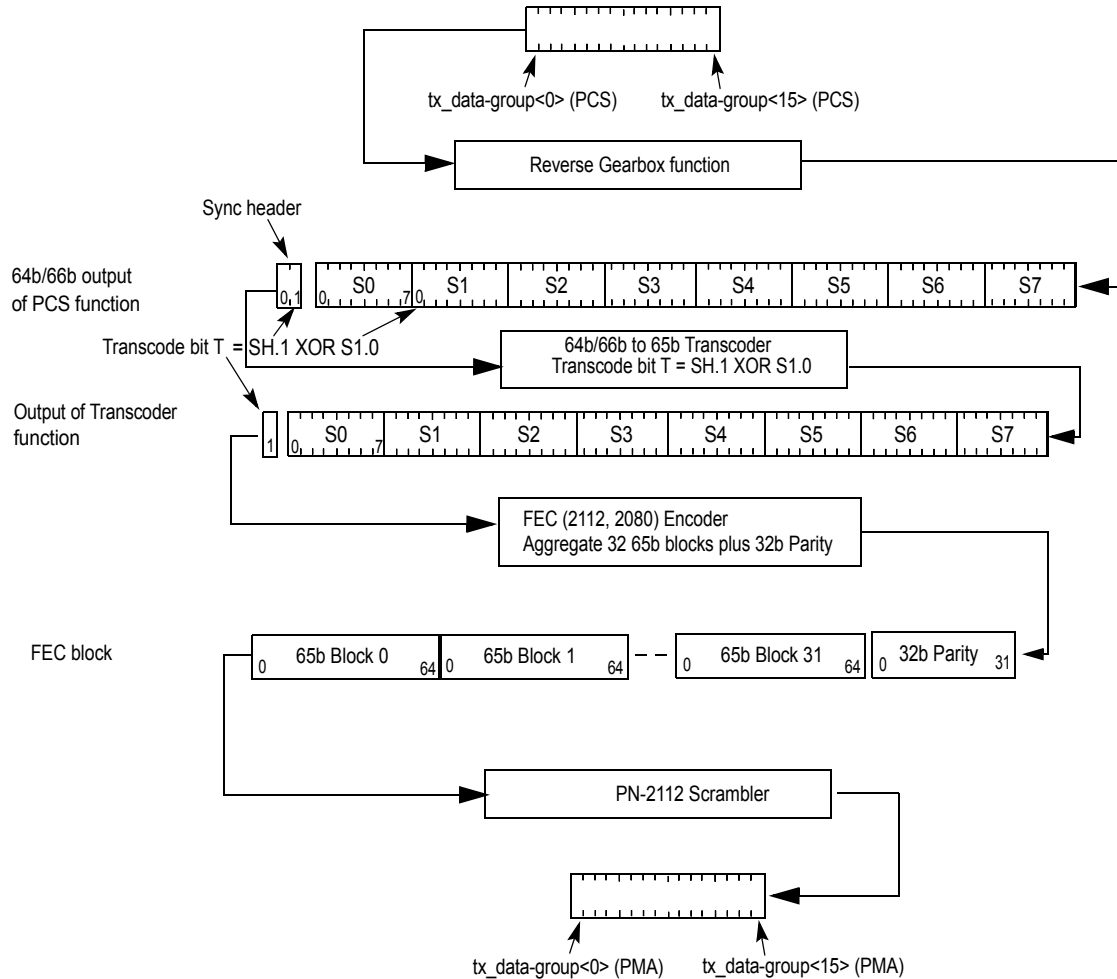 tx_data-group<0> (PCS) tx_data-group<15> (PCS)
Reverse Gearbox function
Sync header
64b/66b output
of PCS function
0 1 0 S0 7 0 S1 S2 S3 S4 S5 S6 S7
Transcode bit T = SH.1 XOR S1.0
64b/66b to 65b Transcoder
Transcode bit T = SH.1 XOR S1.0
Output of Transcoder
function
1 0 S0 7 S1 S2 S3 S4 S5 S6 S7
FEC (2112, 2080) Encoder
Aggregate 32 65b blocks plus 32b Parity
FEC block
0 65b Block 0 64 0 65b Block 1 64 0 65b Block 31 64 0 32b Parity 31
PN-2112 Scrambler
tx_data-group<0> (PMA) tx_data-group<15> (PMA)